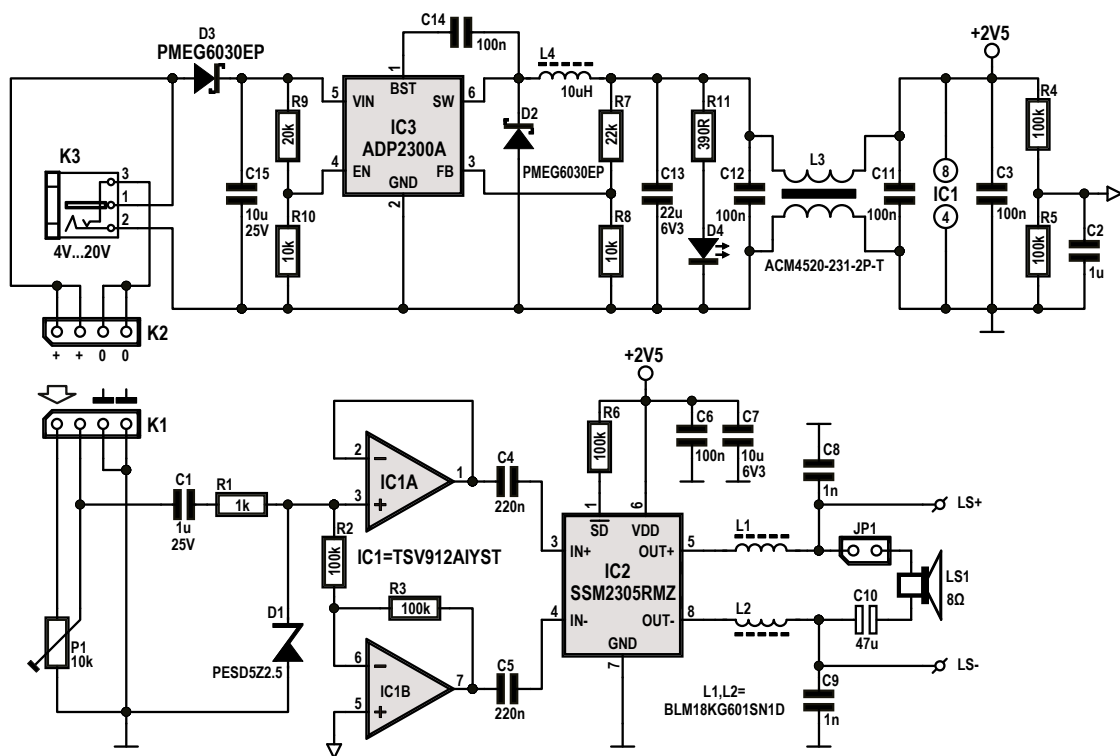 D3
PMEG6030EP
C14
100n
1
BST
5
VIN
SW
6
IC3
ADP2300A
4
EN
FB
3
GND
2
R9
20k
R10
10k
C15
10u
25V
K3
3
1
2
4V...20V
K2
+ + 0 0
L4
10uH
D2
PMEG6030EP
R7
22k
R8
10k
C13
22u
6V3
R11
390R
D4
C12
100n
L3
ACM4520-231-2P-T
C11
100n
8
IC1
4
+2V5
C3
100n
R4
100k
R5
100k
C2
1u
K1
C1
1u
25V
R1
1k
P1
10k
D1
PESD5Z2.5
R2
100k
2
−
IC1A
1
3
+
IC1=TSV912AIYST
R3
100k
6
−
IC1B
7
5
+
C4
220n
C5
220n
+2V5
R6
100k
C6
100n
C7
10u
6V3
1
SD
6
VDD
3
IN+
OUT+
5
IC2
SSM2305RMZ
4
IN-
OUT-
8
GND
7
L1
L2
L1,L2=
BLM18KG601SN1D
C8
1n
LS+
JP1
LS1
8Ω
C10
47u
LS-
C9
1n